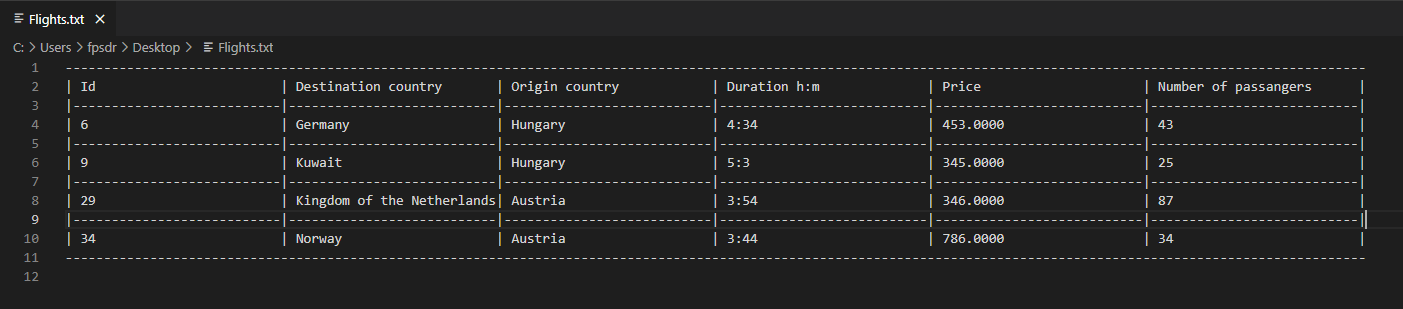 Flights.txt ×
C: > Users > fpsdr > Desktop > Flights.txt
1 -------------------------------------------------------------------------------------------------------------------------------------------------------------------------
2 | Id | Destination country | Origin country | Duration h:m | Price | Number of passangers |
3 |---------------------------|---------------------------|---------------------------|---------------------------|---------------------------|---------------------------|
4 | 6 | Germany | Hungary | 4:34 | 453.0000 | 43 |
5 |---------------------------|---------------------------|---------------------------|---------------------------|---------------------------|---------------------------|
6 | 9 | Kuwait | Hungary | 5:3 | 345.0000 | 25 |
7 |---------------------------|---------------------------|---------------------------|---------------------------|---------------------------|---------------------------|
8 | 29 | Kingdom of the Netherlands| Austria | 3:54 | 346.0000 | 87 |
9 |---------------------------|---------------------------|---------------------------|---------------------------|---------------------------|---------------------------|
10 | 34 | Norway | Austria | 3:44 | 786.0000 | 34 |
11 -------------------------------------------------------------------------------------------------------------------------------------------------------------------------
12